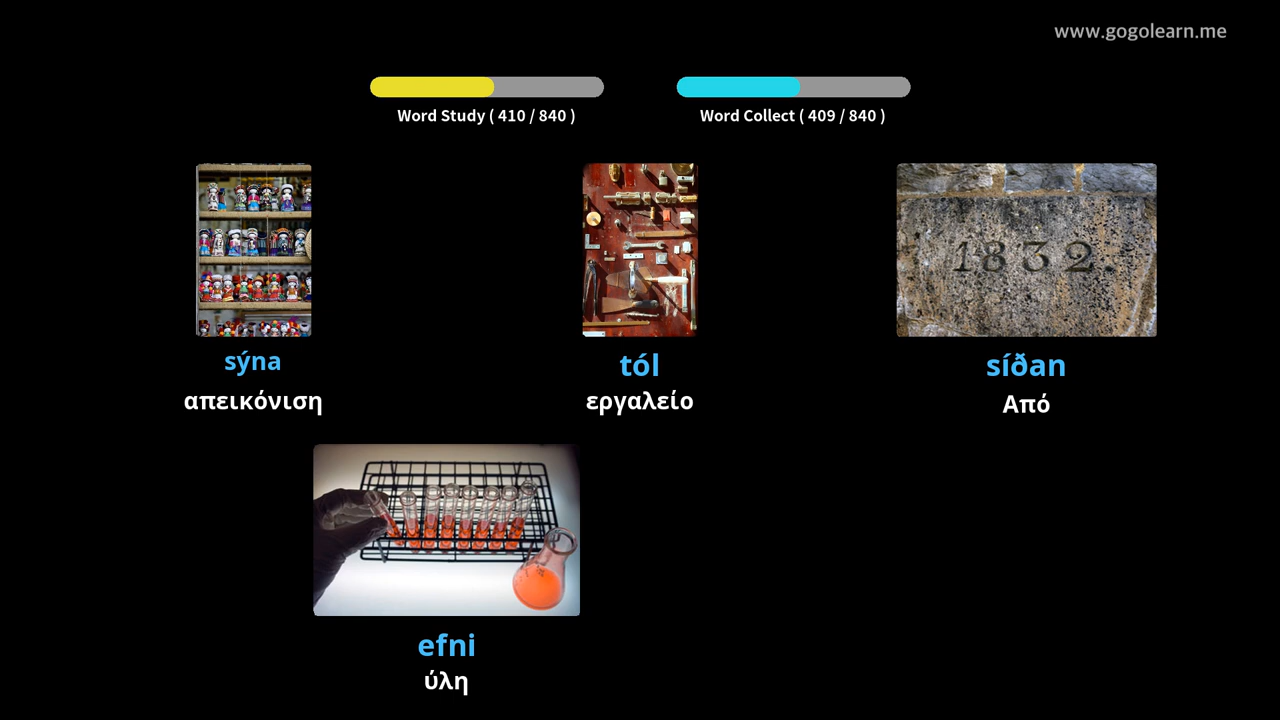 www.gogolearn.me
Word Study ( 410 / 840 )
Word Collect ( 409 / 840 )
sýna
απεικόνιση
tól
εργαλείο
1832.
síðan
Από
efni
ύλη